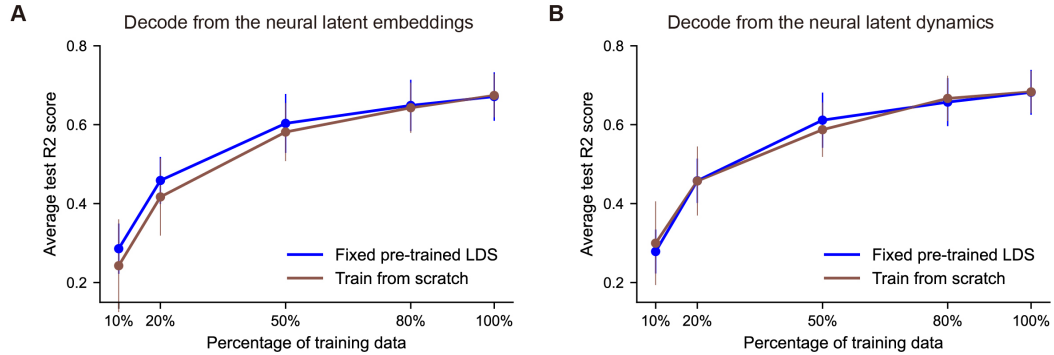 A
Decode from the neural latent embeddings
Average test R2 score
0.8
0.6
0.4
0.2
Fixed pre-trained LDS
Train from scratch
10% 20% 50% 80% 100%
Percentage of training data
B
Decode from the neural latent dynamics
Average test R2 score
0.8
0.6
0.4
0.2
Fixed pre-trained LDS
Train from scratch
10% 20% 50% 80% 100%
Percentage of training data